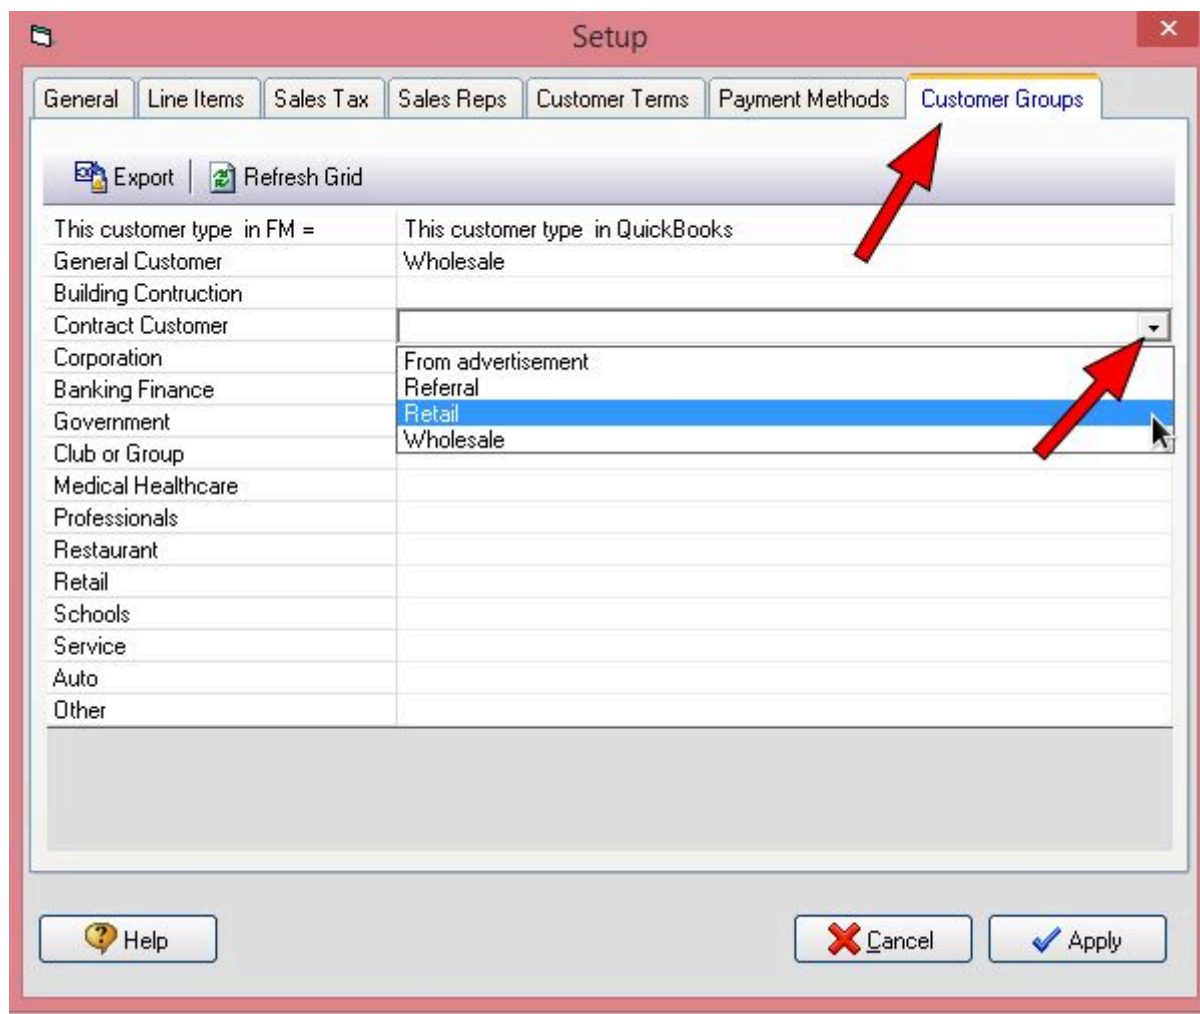 Setup
General Line Items Sales Tax Sales Reps Customer Terms Payment Methods Customer Groups
Export Refresh Grid
This customer type in FM = This customer type in QuickBooks
General Customer Wholesale
Building Contruction
Contract Customer
Corporation From advertisement
Banking Finance Referral
Government Retail
Club or Group Wholesale
Medical Healthcare
Professionals
Restaurant
Retail
Schools
Service
Auto
Other
Help Cancel Apply